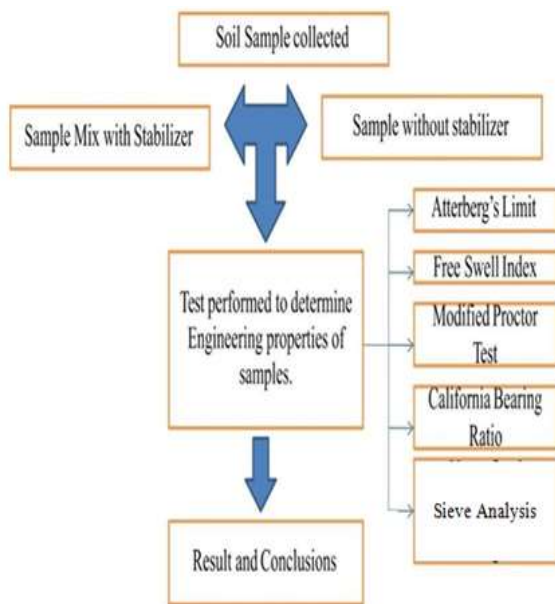 Soil Sample collected
Sample Mix with Stabilizer
Sample without stabilizer
Test performed to determine
Engineering properties of
samples.
Atterberg's Limit
Free Swell Index
Modified Proctor
Test
California Bearing
Ratio
Sieve Analysis
Result and Conclusions